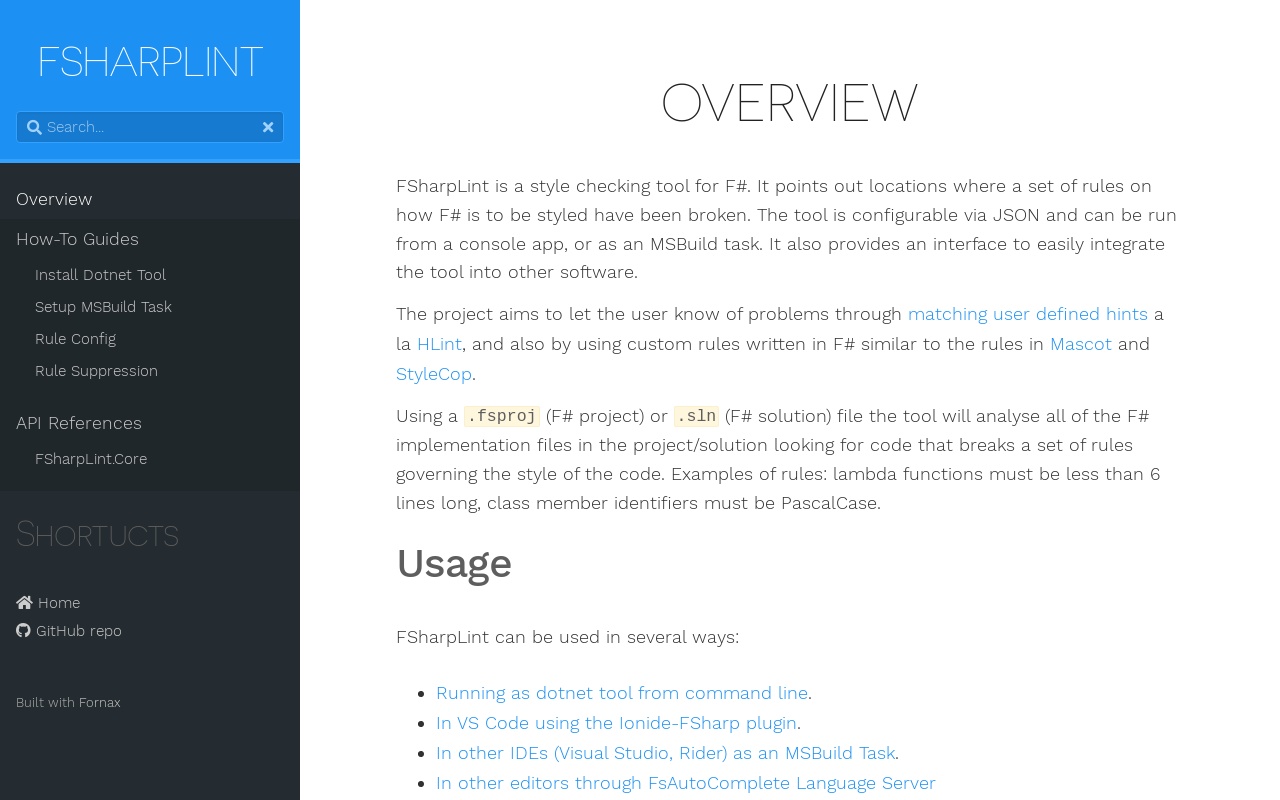 FSHARPLINT
Search...
Overview
How-To Guides
Install Dotnet Tool
Setup MSBuild Task
Rule Config
Rule Suppression
API References
FSharpLint.Core
Shortucts
Home
GitHub repo
Built with Fornax
OVERVIEW
FSharpLint is a style checking tool for F#. It points out locations where a set of rules on
how F# is to be styled have been broken. The tool is configurable via JSON and can be run
from a console app, or as an MSBuild task. It also provides an interface to easily integrate
the tool into other software.
The project aims to let the user know of problems through matching user defined hints a
la HLint, and also by using custom rules written in F# similar to the rules in Mascot and
StyleCop.
Using a .fsproj (F# project) or .sln (F# solution) file the tool will analyse all of the F#
implementation files in the project/solution looking for code that breaks a set of rules
governing the style of the code. Examples of rules: lambda functions must be less than 6
lines long, class member identifiers must be PascalCase.
Usage
FSharpLint can be used in several ways:
Running as dotnet tool from command line.
In VS Code using the Ionide-FSharp plugin.
In other IDEs (Visual Studio, Rider) as an MSBuild Task.
In other editors through FsAutoComplete Language Server